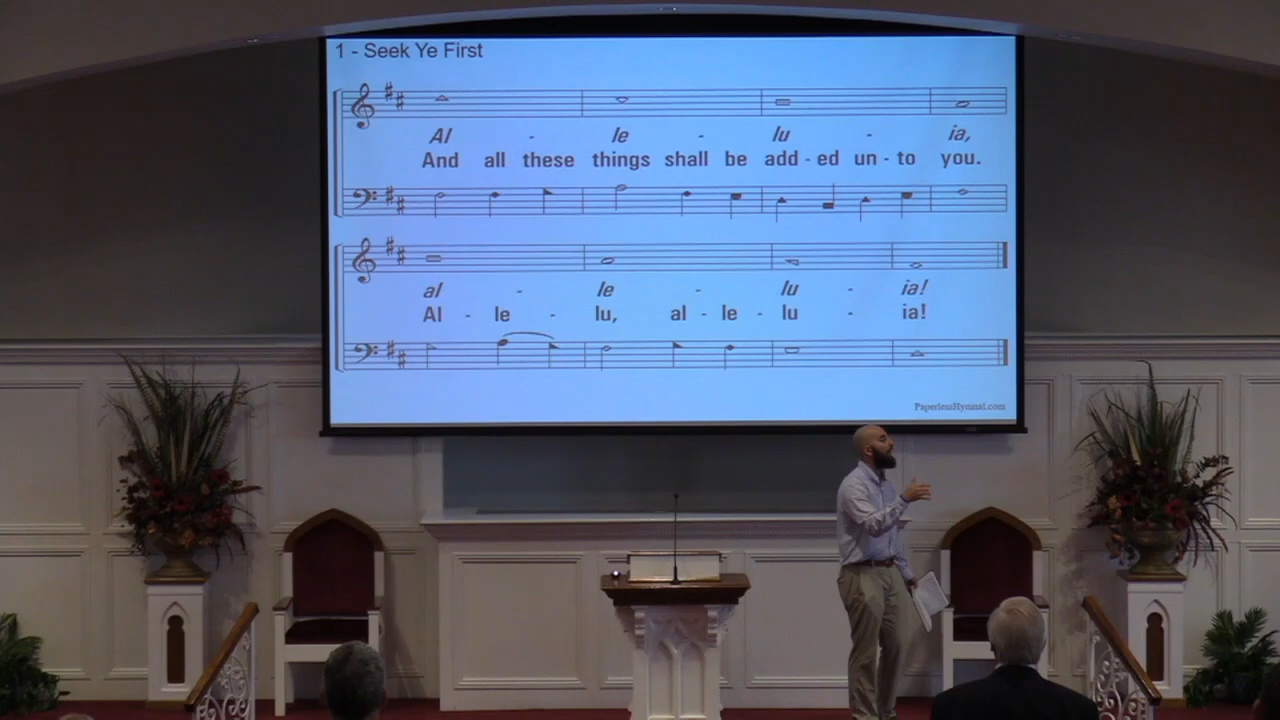 1 - Seek Ye First
Al - le - lu - ia,
And all these things shall be add - ed un - to you.
al - le - lu - ia!
Al - le - lu, al - le - lu - ia!
PaperlessHymnal.com